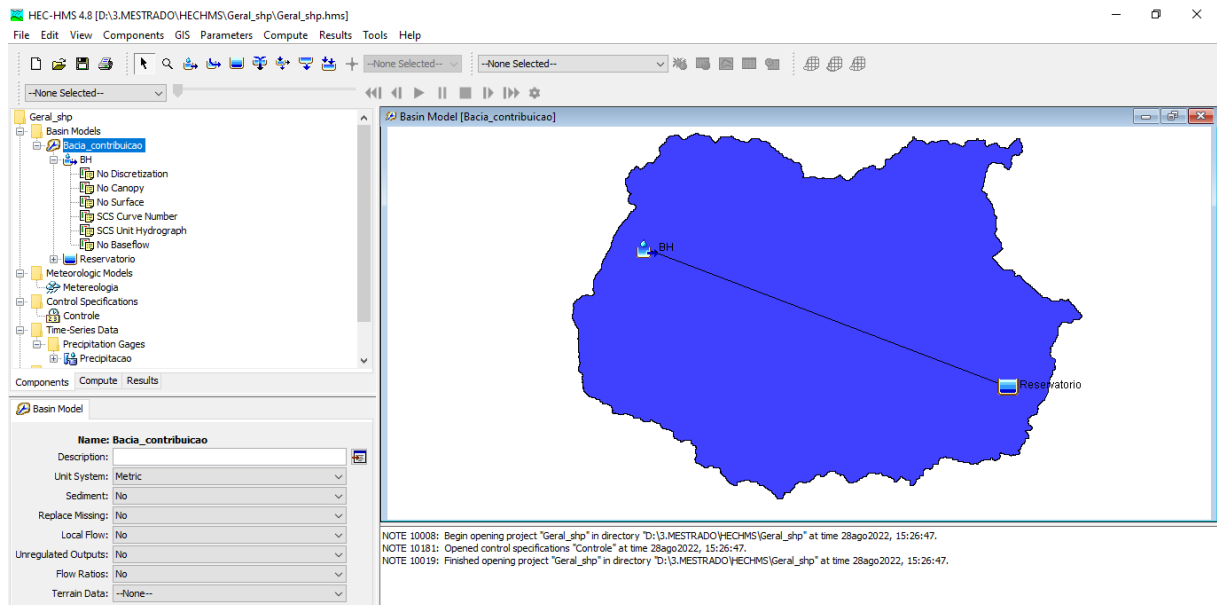 HEC-HMS 4.8 [D:\3.MESTRADO\HECHMS\Geral_shp\Geral_shp.hms]
File Edit View Components GIS Parameters Compute Results Tools Help
--None Selected-- --None Selected--
--None Selected--
Geral_shp
Basin Models
Bacia_contribuicao
BH
No Discretization
No Canopy
No Surface
SCS Curve Number
SCS Unit Hydrograph
No Baseflow
Reservatorio
Meteorologic Models
Metereologia
Control Specifications
Controle
Time-Series Data
Precipitation Gages
Precipitacao
Components Compute Results
Basin Model
Name: Bacia_contribuicao
Description:
Unit System: Metric
Sediment: No
Replace Missing: No
Local Flow: No
Unregulated Outputs: No
Flow Ratios: No
Terrain Data: --None--
Basin Model [Bacia_contribuicao]
BH
Reservatorio
NOTE 10008: Begin opening project "Geral_shp" in directory "D:\3.MESTRADO\HECHMS\Geral_shp" at time 28ago2022, 15:26:47.
NOTE 10181: Opened control specifications "Controle" at time 28ago2022, 15:26:47.
NOTE 10019: Finished opening project "Geral_shp" in directory "D:\3.MESTRADO\HECHMS\Geral_shp" at time 28ago2022, 15:26:47.